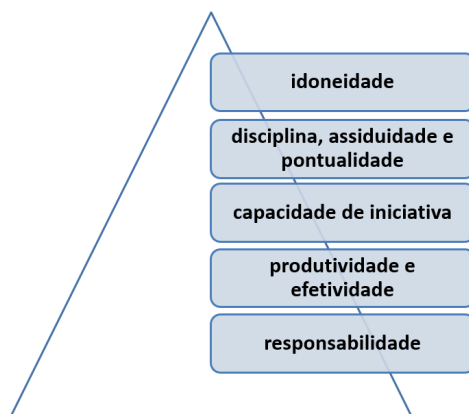 idoneidade
disciplina, assiduidade e
pontualidade
capacidade de iniciativa
produtividade e
efetividade
responsabilidade